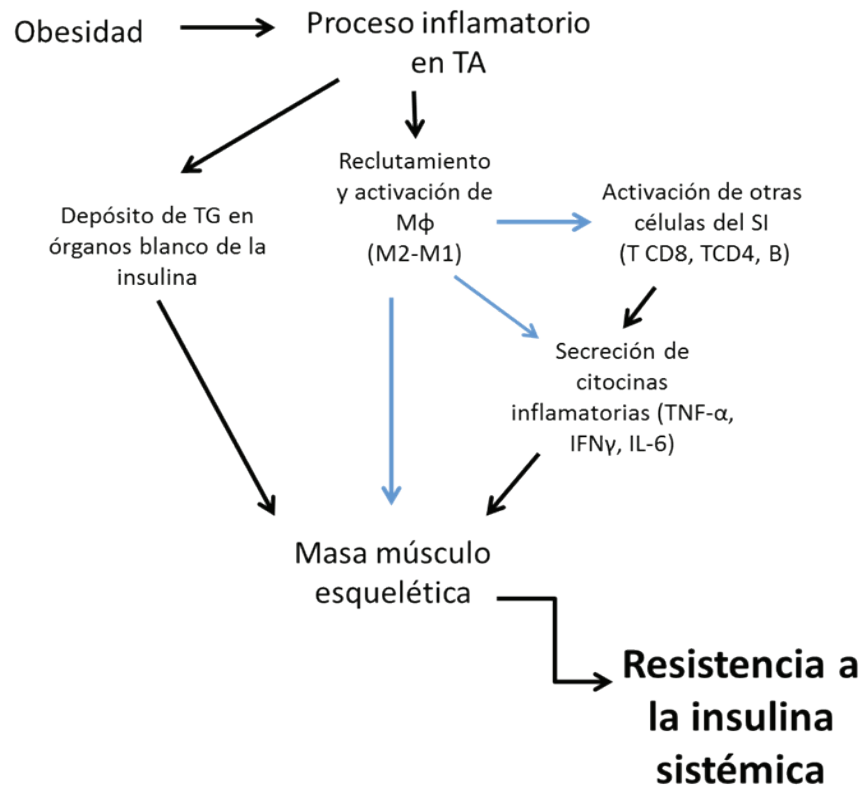 Obesidad
Proceso inflamatorio
en TA
Reclutamiento
y activación de
Mϕ
(M2-M1)
Activación de otras
células del SI
(T CD8, TCD4, B)
Depósito de TG en
órganos blanco de la
insulina
Secreción de
citocinas
inflamatorias (TNF-α,
IFNγ, IL-6)
Masa músculo
esquelética
Resistencia a
la insulina
sistémica